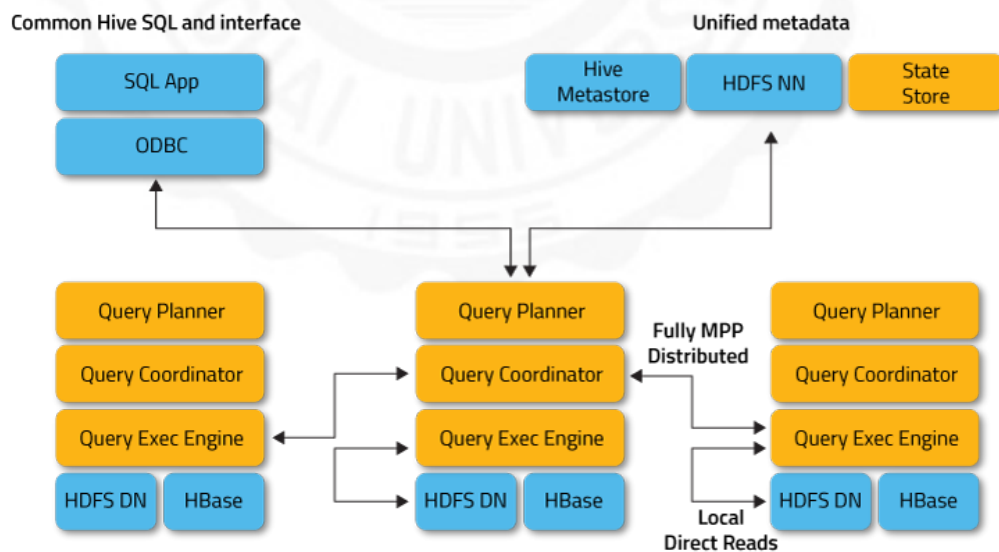 Common Hive SQL and interface
Unified metadata
SQL App
ODBC
Hive
Metastore
HDFS NN
State
Store
Query Planner
Query Coordinator
Query Exec Engine
HDFS DN
HBase
Query Planner
Query Coordinator
Query Exec Engine
HDFS DN
HBase
Fully MPP
Distributed
Local
Direct Reads
Query Planner
Query Coordinator
Query Exec Engine
HDFS DN
HBase
UNIV
1956